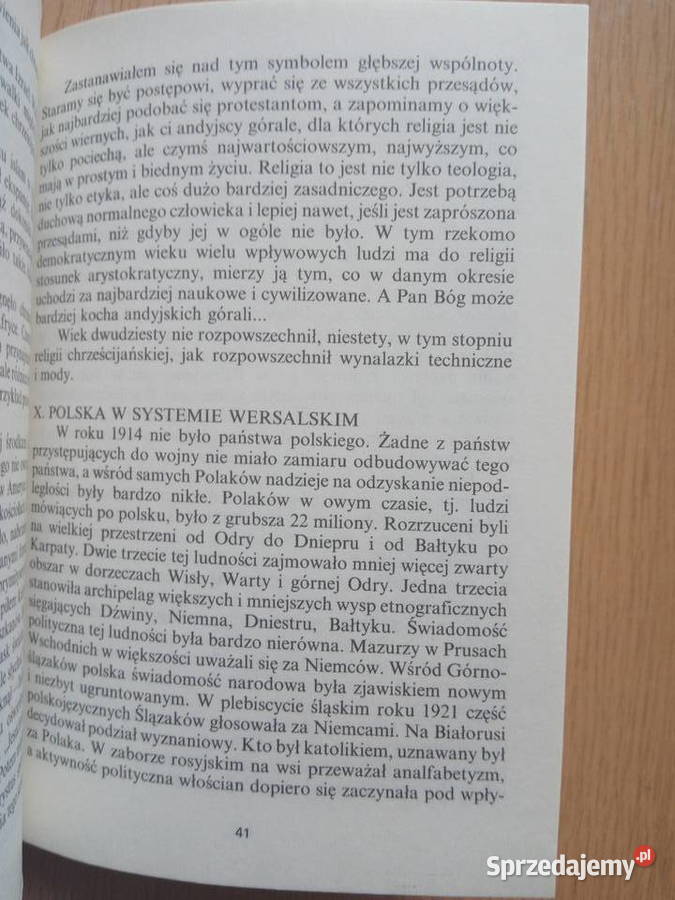 Zastanawiałem się nad tym symbolem głębszej wspólnoty.
Staramy się być postępowi, wyprać się ze wszystkich przesądów,
jak najbardziej podobać się protestantom, a zapominamy o więk-
szości wiernych, jak ci andyjscy górale, dla których religia jest nie
tylko pociechą, ale czymś najwartościowszym, najwyższym, co
mają w prostym i biednym życiu. Religia to jest nie tylko teologia,
nie tylko etyka, ale coś dużo bardziej zasadniczego. Jest potrzebą
duchową normalnego człowieka i lepiej nawet, jeśli jest zaprószona
przesądami, niż gdyby jej w ogóle nie było. W tym rzekomo
demokratycznym wieku wielu wpływowych ludzi ma do religii
stosunek arystokratyczny, mierzy ją tym, co w danym okresie
uchodzi za najbardziej naukowe i cywilizowane. A Pan Bóg może
bardziej kocha andyjskich górali...
Wiek dwudziesty nie rozpowszechnił, niestety, w tym stopniu
religii chrześcijańskiej, jak rozpowszechnił wynalazki techniczne
i mody.
X. POLSKA W SYSTEMIE WERSALSKIM
W roku 1914 nie było państwa polskiego. Żadne z państw
przystępujących do wojny nie miało zamiaru odbudowywać tego
państwa, a wśród samych Polaków nadzieje na odzyskanie niepod-
ległości były bardzo nikłe. Polaków w owym czasie, tj. ludzi
mówiących po polsku, było z grubsza 22 miliony. Rozrzuceni byli
na wielkiej przestrzeni od Odry do Dniepru i od Bałtyku po
Karpaty. Dwie trzecie tej ludności zajmowało mniej więcej zwarty
obszar w dorzeczach Wisły, Warty i górnej Odry. Jedna trzecia
stanowiła archipelag większych i mniejszych wysp etnograficznych
sięgających Dźwiny, Niemna, Dniestru, Bałtyku. Świadomość
polityczna tej ludności była bardzo nierówna. Mazurzy w Prusach
Wschodnich w większości uważali się za Niemców. Wśród Górno-
ślązaków polska świadomość narodowa była zjawiskiem nowym
i niezbyt ugruntowanym. W plebiscycie śląskim roku 1921 część
polskojęzycznych Ślązaków głosowała za Niemcami. Na Białorusi
decydował podział wyznaniowy. Kto był katolikiem, uznawany był
za Polaka. W zaborze rosyjskim na wsi przeważał analfabetyzm,
a aktywność polityczna włościan dopiero się zaczynała pod wpły-
41
Sprzedajemy.pl